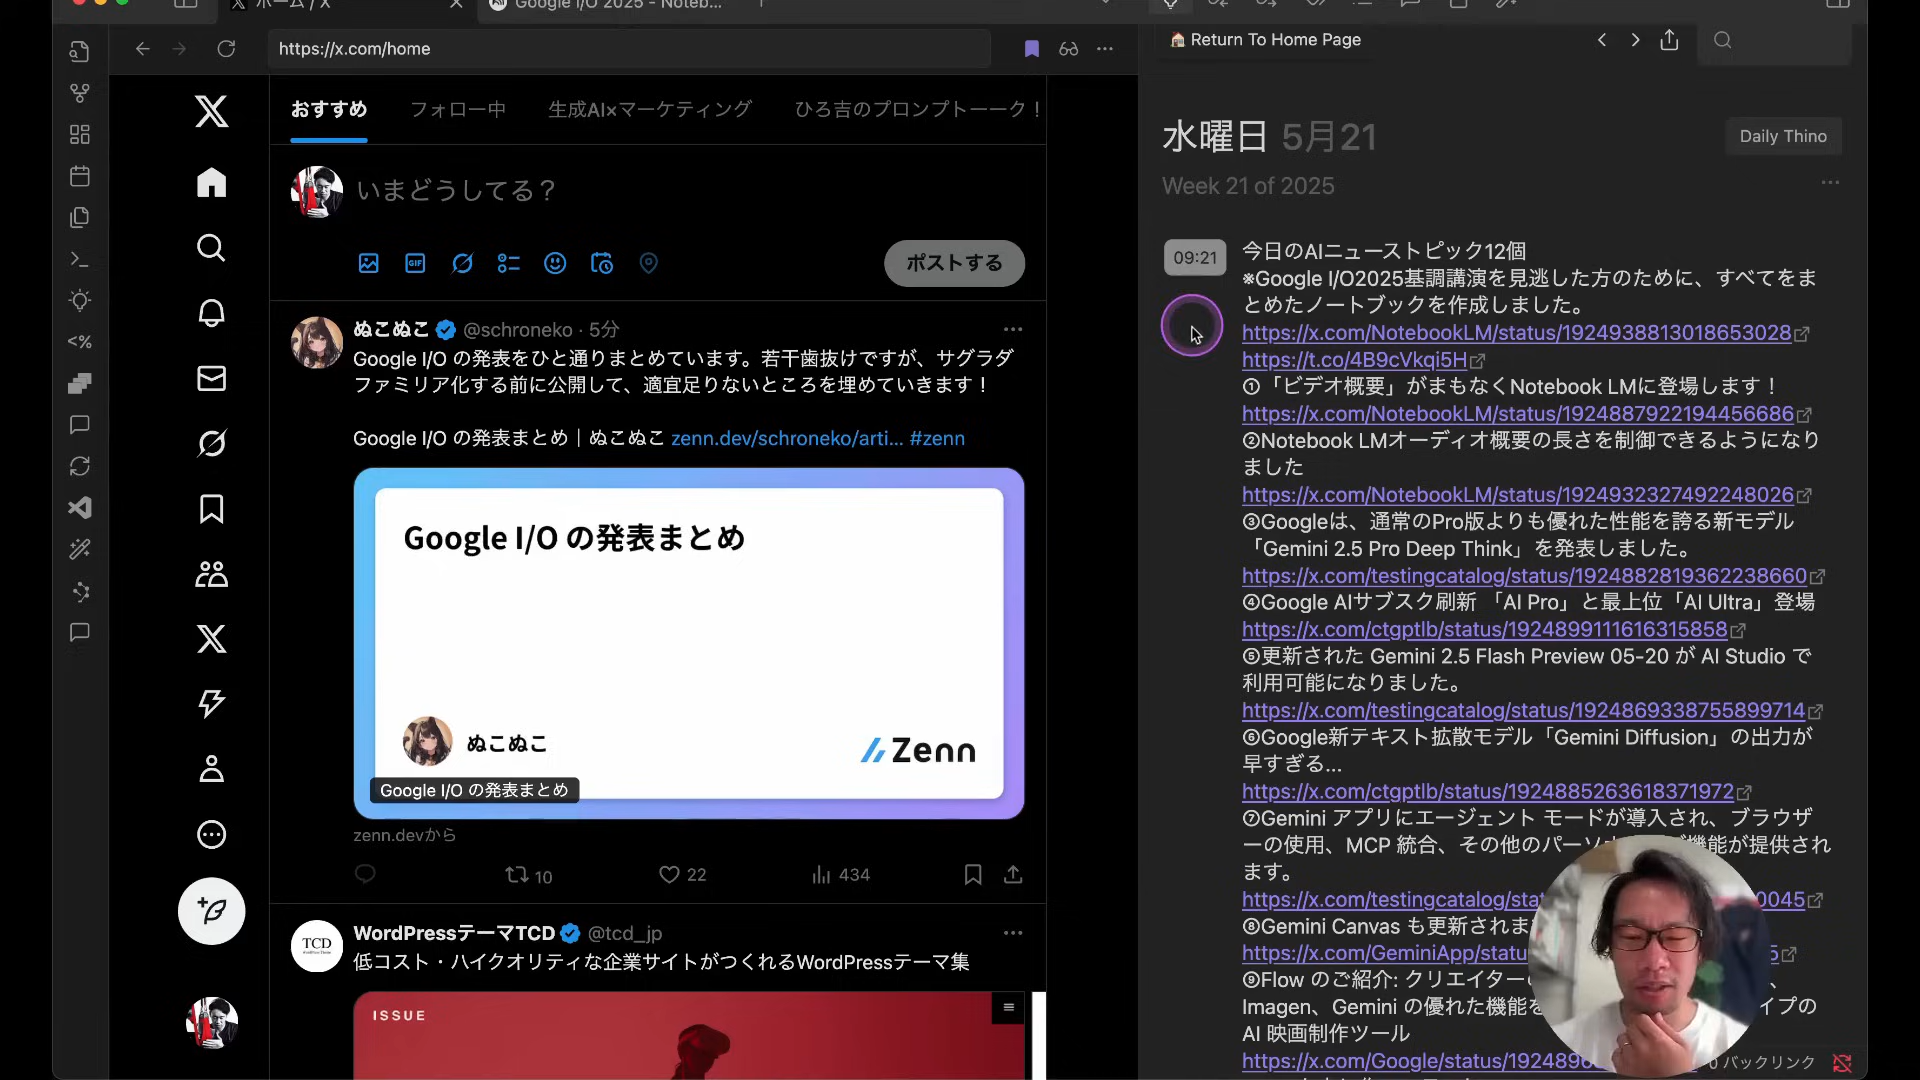 ホーム / X
Google I/O 2025 - Noteb...
https://x.com/home
おすすめ
フォロー中
生成AI×マーケティング
ひろ吉のプロンプトーーク！
いまどうしてる？
GIF
ポストする
ぬこぬこ @schroneko · 5分
Google I/O の発表をひと通りまとめています。若干歯抜けですが、サグラダ
ファミリア化する前に公開して、適宜足りないところを埋めていきます！
Google I/O の発表まとめ｜ぬこぬこ zenn.dev/schroneko/arti... #zenn
Google I/O の発表まとめ
ぬこぬこ
Zenn
Google I/O の発表まとめ
zenn.devから
10
22
434
TCD
WordPressテーマTCD @tcd_jp
低コスト・ハイクオリティな企業サイトがつくれるWordPressテーマ集
ISSUE
Return To Home Page
水曜日 5月21
Daily Thino
Week 21 of 2025
09:21
今日のAIニューストピック12個
※Google I/O2025基調講演を見逃した方のために、すべてをま
とめたノートブックを作成しました。
https://x.com/NotebookLM/status/1924938813018653028
https://t.co/4B9cVkqi5H
①「ビデオ概要」がまもなくNotebook LMに登場します！
https://x.com/NotebookLM/status/1924887922194456686
②Notebook LMオーディオ概要の長さを制御できるようになり
ました
https://x.com/NotebookLM/status/1924932327492248026
③Googleは、通常のPro版よりも優れた性能を誇る新モデル
「Gemini 2.5 Pro Deep Think」を発表しました。
https://x.com/testingcatalog/status/1924882819362238660
④Google AIサブスク刷新 「AI Pro」と最上位「AI Ultra」登場
https://x.com/ctgptlb/status/1924899111616315858
⑤更新された Gemini 2.5 Flash Preview 05-20 が AI Studio で
利用可能になりました。
https://x.com/testingcatalog/status/1924869338755899714
⑥Google新テキスト拡散モデル「Gemini Diffusion」の出力が
早すぎる...
https://x.com/ctgptlb/status/1924885263618371972
⑦Gemini アプリにエージェント モードが導入され、ブラウザ
ーの使用、MCP 統合、その他のパーソ 機能が提供され
ます。
https://x.com/testingcatalog/sta 0045
⑧Gemini Canvas も更新されま
https://x.com/GeminiApp/statu 5
⑨Flow のご紹介: クリエイター
Imagen、Gemini の優れた機能を イプの
AI 映画制作ツール
https://x.com/Google/status/192489
0 バックリンク